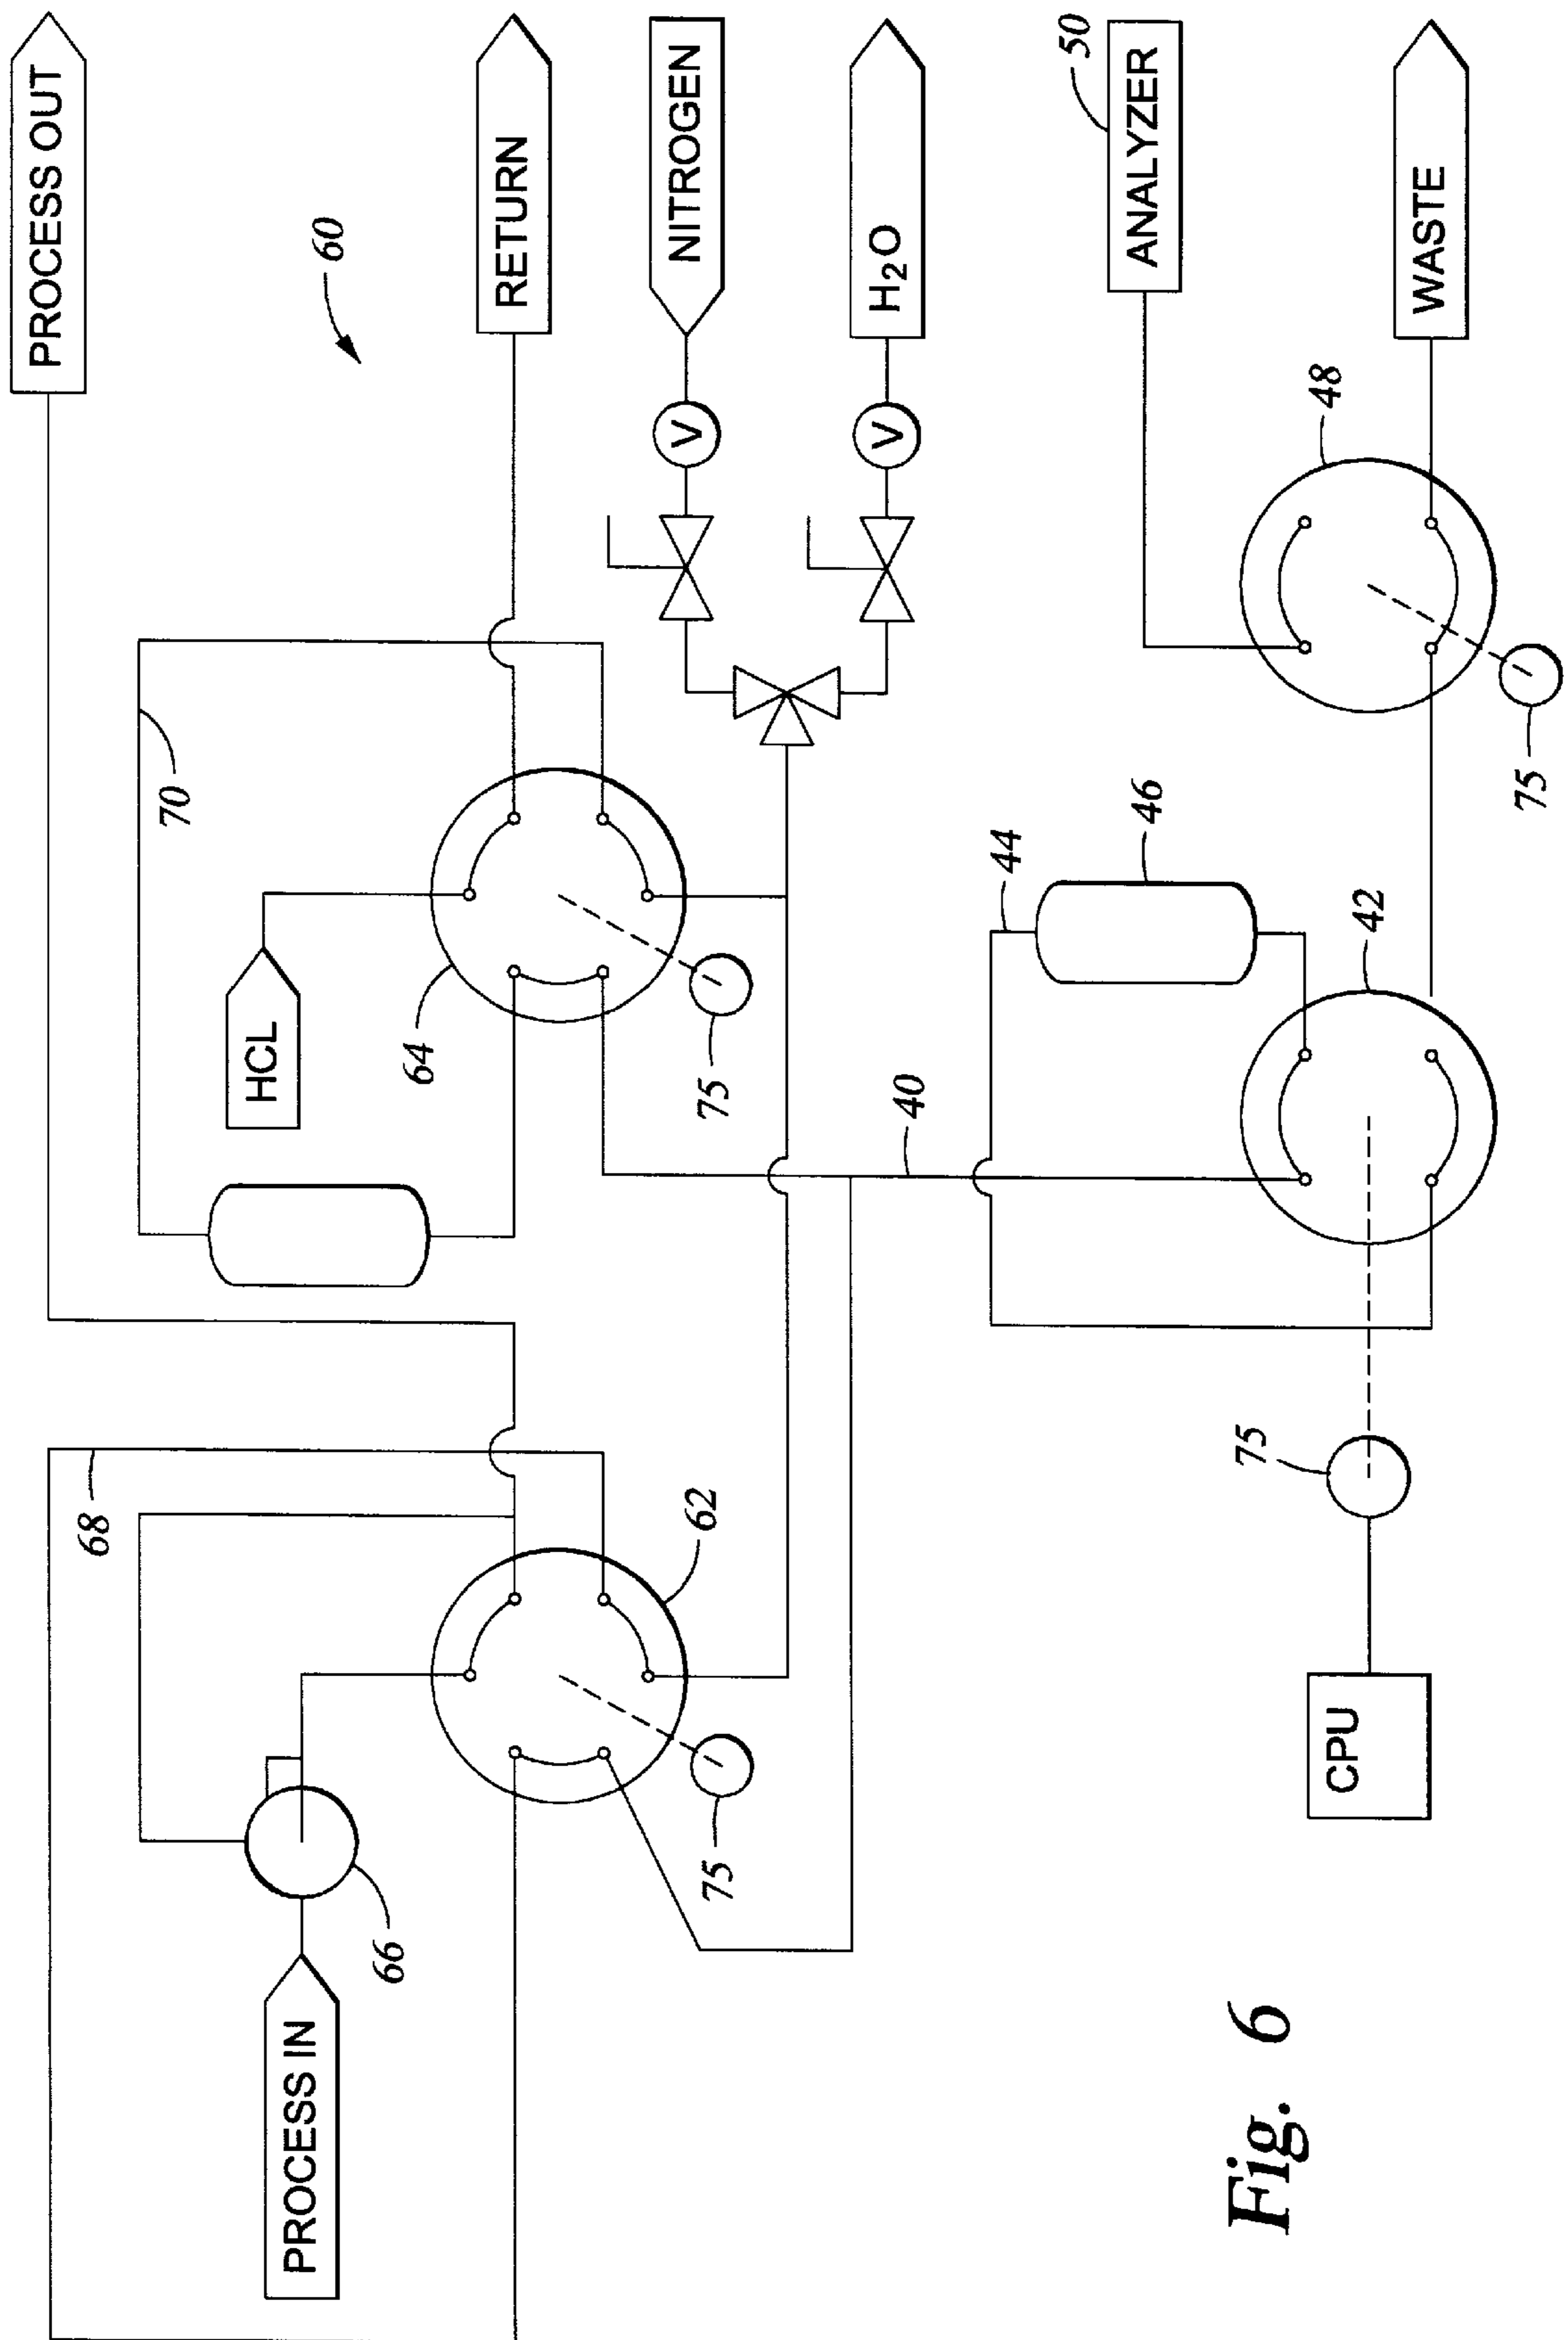 PROCESS OUT
60
RETURN
NITROGEN
H₂O
50
ANALYZER
WASTE
70
HCL
64
75
48
75
44
46
40
42
68
62
66
75
PROCESS IN
75
CPU
Fig. 6
V
V